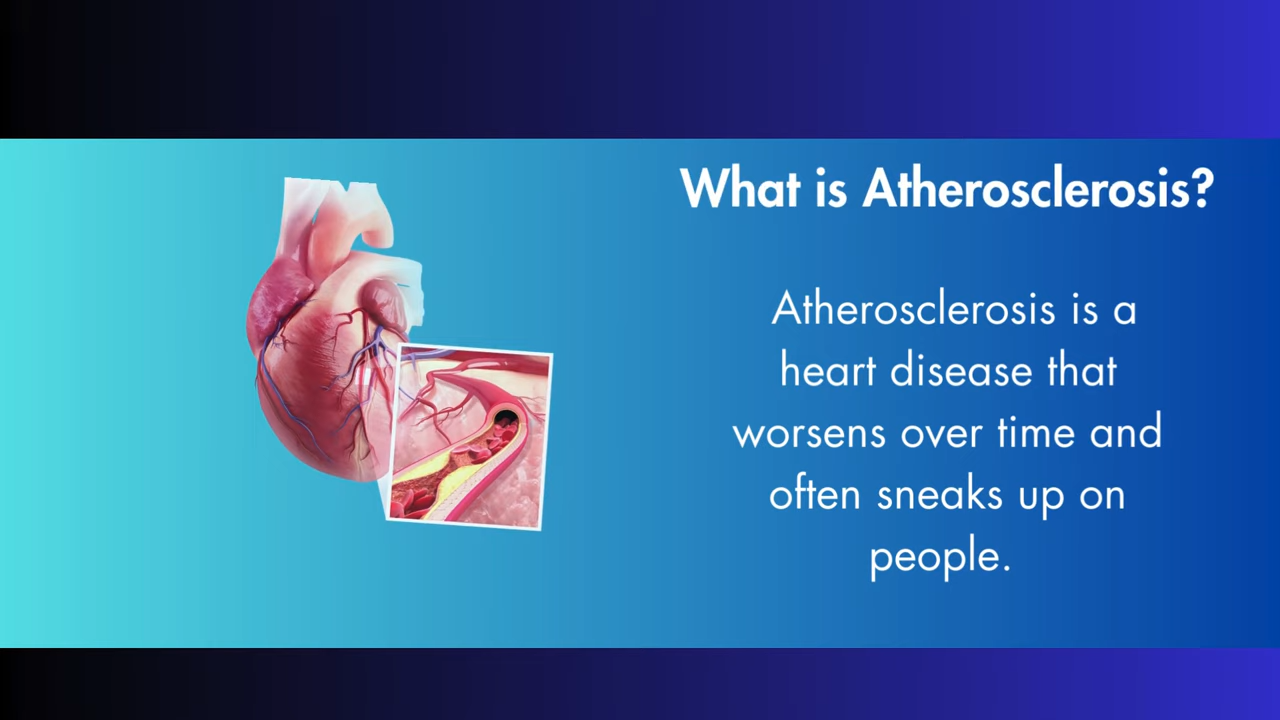 What is Atherosclerosis?
Atherosclerosis is a
heart disease that
worsens over time and
often sneaks up on
people.